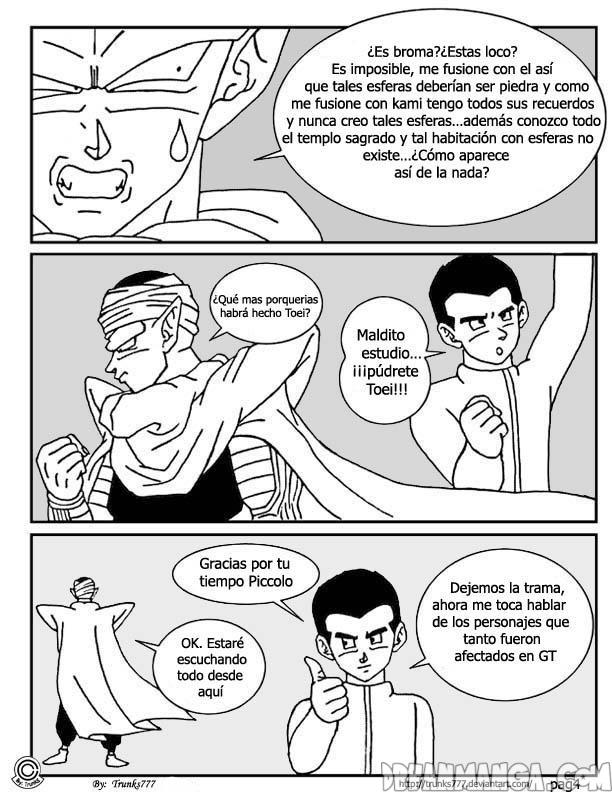 ¿Es broma?¿Estas loco?
Es imposible, me fusione con el así
que tales esferas deberían ser piedra y como
me fusione con kami tengo todos sus recuerdos
y nunca creo tales esferas...además conozco todo
el templo sagrado y tal habitación con esferas no
existe...¿Cómo aparece
así de la nada?
¿Qué mas porquerias
habrá hecho Toei?
Maldito
estudio...
¡¡¡púdrete
Toei!!!
Gracias por tu
tiempo Piccolo
OK. Estaré
escuchando
todo desde
aquí
Dejemos la trama,
ahora me toca hablar
de los personajes que
tanto fueron
afectados en GT
By: Trunks777
http://trunks777.deviantart.com/
pag4
DREAMMANGA.COM